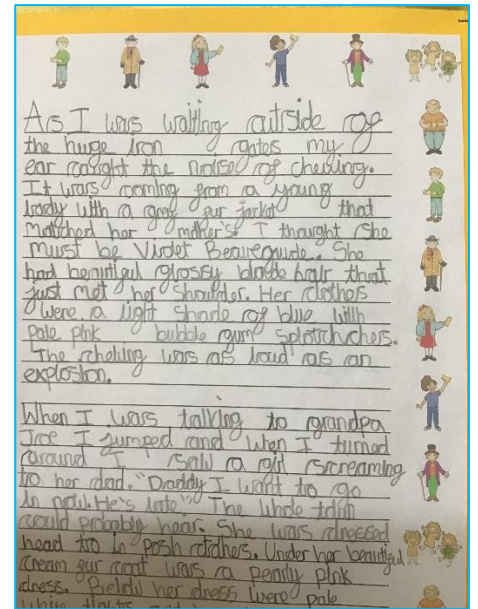 As I was waiting outside of
the huge iron gates my
ear caught the noise of chewing.
It was coming from a young
lady with a gray fur jacket that
matched her mother's. I thought she
must be Violet Beauregaude. She
had beautiful glossy blonde hair that
just met her shoulder. Her clothes
were a light shade of blue with
pale pink bubble gum splotchchers.
The chewing was as loud as an
explosion.
When I was talking to grandpa
Joe I jumped and when I turned
around I saw a girl screaming
to her dad. "Daddy I want to go
in now. He's late" The whole town
could probably hear. She was dressed
head to in posh clothes. Under her beautiful
cream fur coat was a pearly pink
dress. Below her dress were pale
white tights